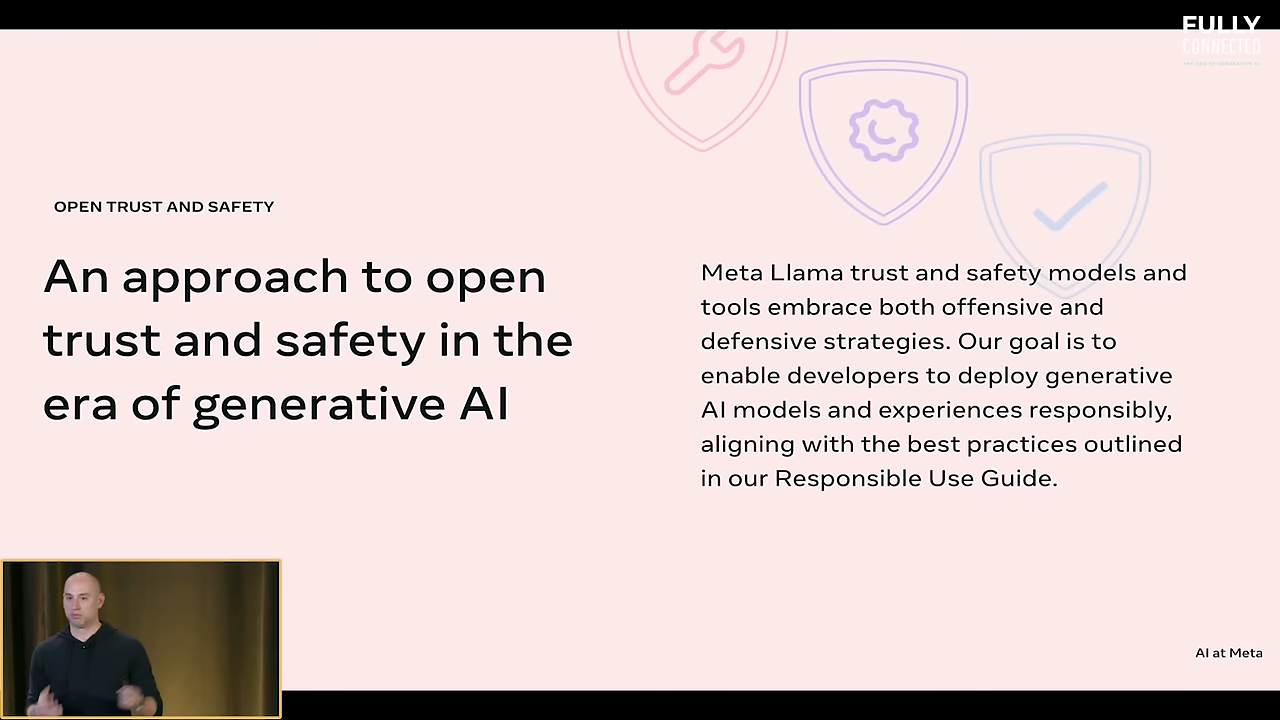 FULLY
CONNECTED
OPEN TRUST AND SAFETY
An approach to open
trust and safety in the
era of generative AI
Meta Llama trust and safety models and
tools embrace both offensive and
defensive strategies. Our goal is to
enable developers to deploy generative
AI models and experiences responsibly,
aligning with the best practices outlined
in our Responsible Use Guide.
AI at Meta